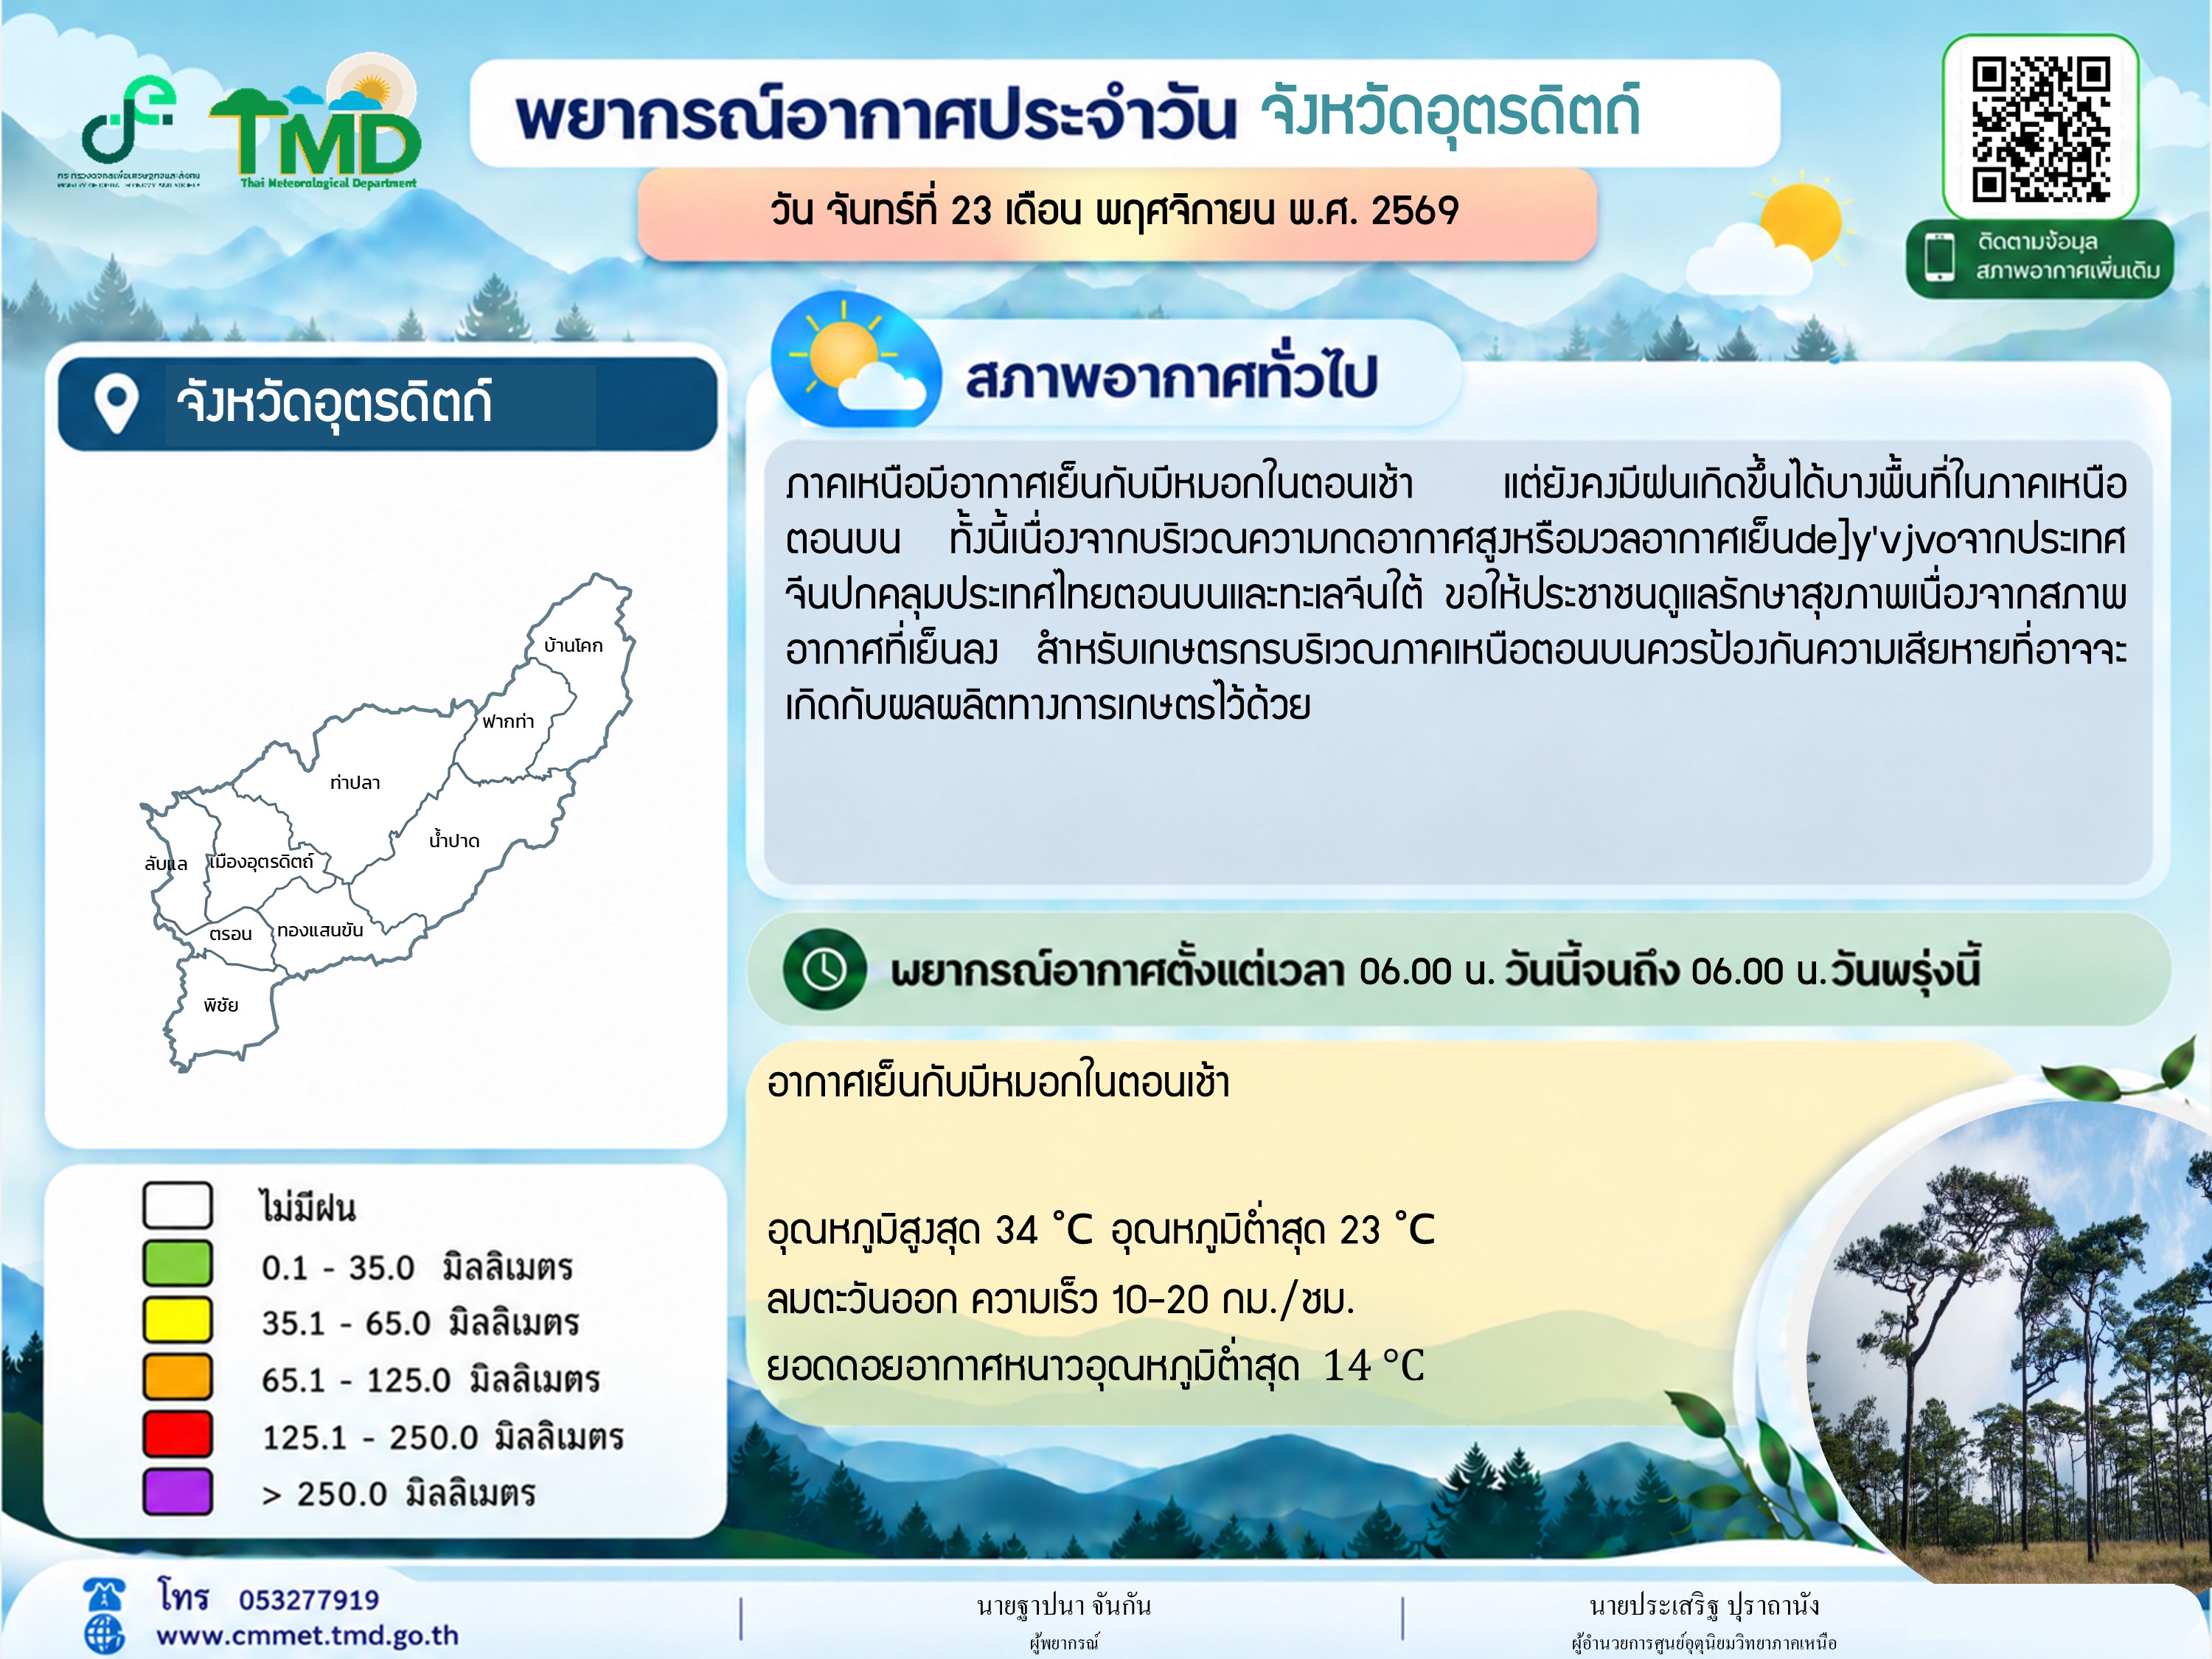 พยากรณ์อากาศประจำวัน จังหวัดอุตรดิตถ์
TMD
Thai Meteorological Department
วัน จันทร์ที่ 23 เดือน พฤศจิกายน พ.ศ. 2569
ติดตามข้อมูล
สภาพอากาศเพิ่มเติม
จังหวัดอุตรดิตถ์
บ้านโคก
ฟากท่า
ท่าปลา
น้ำปาด
ลับแล
เมืองอุตรดิตถ์
ตรอน
ทองแสนขัน
พิชัย
ไม่มีฝน
0.1 - 35.0 มิลลิเมตร
35.1 - 65.0 มิลลิเมตร
65.1 - 125.0 มิลลิเมตร
125.1 - 250.0 มิลลิเมตร
> 250.0 มิลลิเมตร
สภาพอากาศทั่วไป
ภาคเหนือมีอากาศเย็นกับมีหมอกในตอนเช้า แต่ยังคงมีฝนเกิดขึ้นได้บางพื้นที่ในภาคเหนือ
ตอนบน ทั้งนี้เนื่องจากบริเวณความกดอากาศสูงหรือมวลอากาศเย็นde]y'vjvoจากประเทศ
จีนปกคลุมประเทศไทยตอนบนและทะเลจีนใต้ ขอให้ประชาชนดูแลรักษาสุขภาพเนื่องจากสภาพ
อากาศที่เย็นลง สำหรับเกษตรกรบริเวณภาคเหนือตอนบนควรป้องกันความเสียหายที่อาจจะ
เกิดกับผลผลิตทางการเกษตรไว้ด้วย
พยากรณ์อากาศตั้งแต่เวลา 06.00 น. วันนี้จนถึง 06.00 น. วันพรุ่งนี้
อากาศเย็นกับมีหมอกในตอนเช้า
อุณหภูมิสูงสุด 34 °C อุณหภูมิต่ำสุด 23 °C
ลมตะวันออก ความเร็ว 10-20 กม./ชม.
ยอดดอยอากาศหนาวอุณหภูมิต่ำสุด 14 °C
โทร 053277919
www.cmmet.tmd.go.th
นายฐาปนา จันกัน
ผู้พยากรณ์
นายประเสริฐ ปุราถานัง
ผู้อำนวยการศูนย์อุตุนิยมวิทยาภาคเหนือ